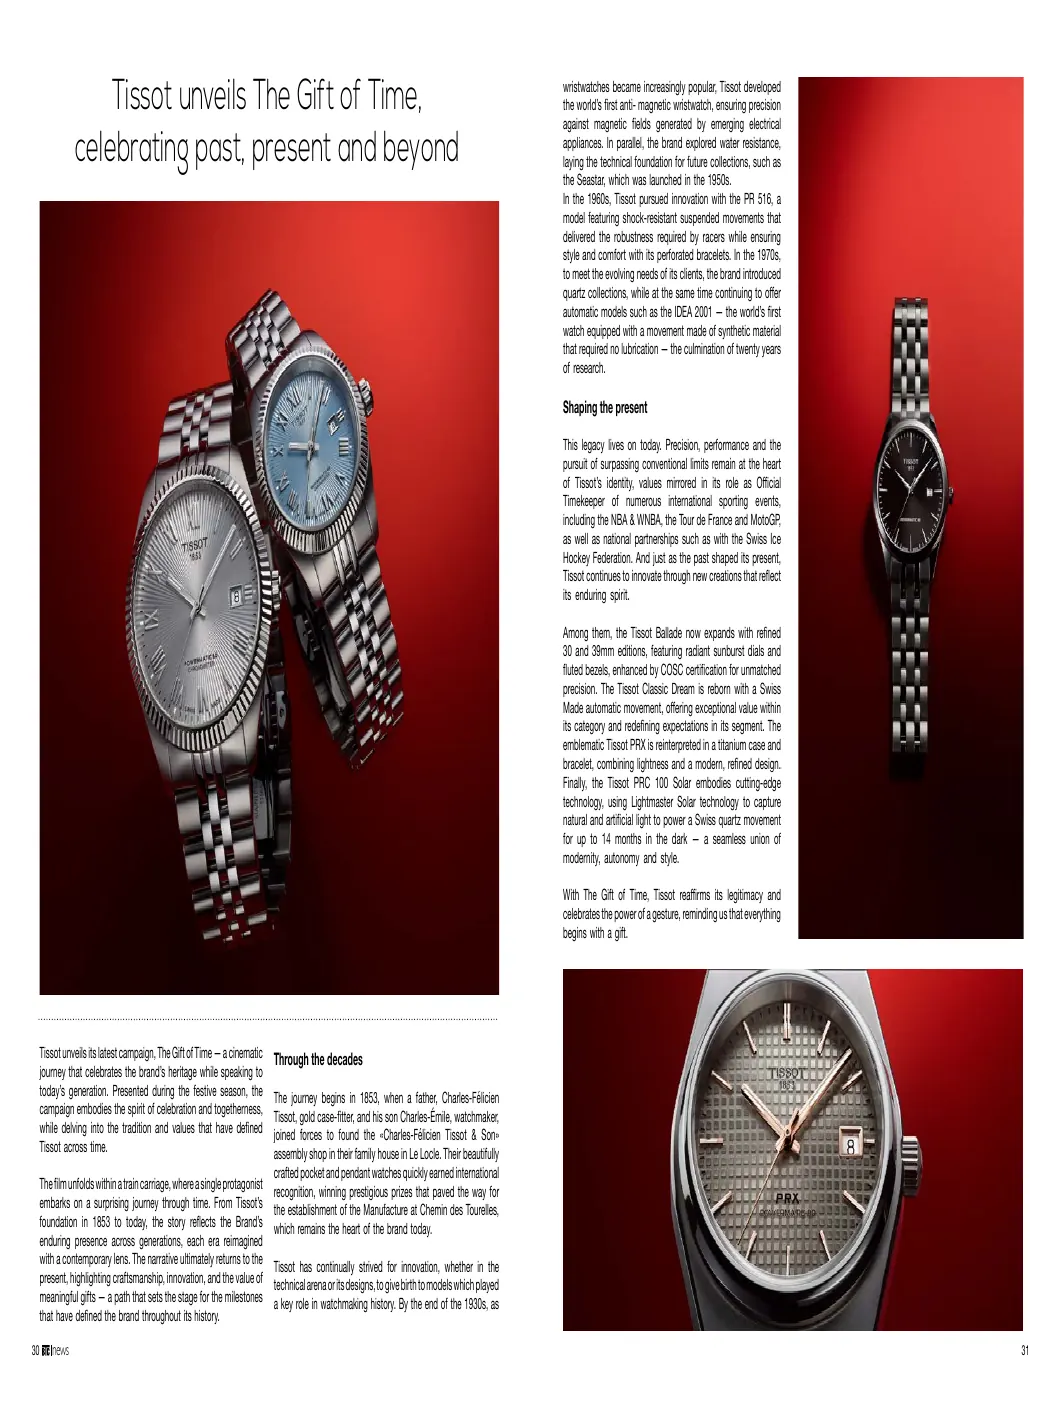 Tissot unveils The Gift of Time,
celebrating past, present and beyond
TISSOT
1853
8
POWERMATIC 80
CHRONOMETER
Tissot unveils its latest campaign, The Gift of Time – a cinematic
journey that celebrates the brand's heritage while speaking to
today's generation. Presented during the festive season, the
campaign embodies the spirit of celebration and togetherness,
while delving into the tradition and values that have defined
Tissot across time.
The film unfolds within a train carriage, where a single protagonist
embarks on a surprising journey through time. From Tissot's
foundation in 1853 to today, the story reflects the Brand's
enduring presence across generations, each era reimagined
with a contemporary lens. The narrative ultimately returns to the
present, highlighting craftsmanship, innovation, and the value of
meaningful gifts – a path that sets the stage for the milestones
that have defined the brand throughout its history.
Through the decades
The journey begins in 1853, when a father, Charles-Félicien
Tissot, gold case-fitter, and his son Charles-Émile, watchmaker,
joined forces to found the «Charles-Félicien Tissot & Son»
assembly shop in their family house in Le Locle. Their beautifully
crafted pocket and pendant watches quickly earned international
recognition, winning prestigious prizes that paved the way for
the establishment of the Manufacture at Chemin des Tourelles,
which remains the heart of the brand today.
Tissot has continually strived for innovation, whether in the
technical arena or its designs, to give birth to models which played
a key role in watchmaking history. By the end of the 1930s, as
30 news
wristwatches became increasingly popular, Tissot developed
the world's first anti- magnetic wristwatch, ensuring precision
against magnetic fields generated by emerging electrical
appliances. In parallel, the brand explored water resistance,
laying the technical foundation for future collections, such as
the Seastar, which was launched in the 1950s.
In the 1960s, Tissot pursued innovation with the PR 516, a
model featuring shock-resistant suspended movements that
delivered the robustness required by racers while ensuring
style and comfort with its perforated bracelets. In the 1970s,
to meet the evolving needs of its clients, the brand introduced
quartz collections, while at the same time continuing to offer
automatic models such as the IDEA 2001 – the world's first
watch equipped with a movement made of synthetic material
that required no lubrication – the culmination of twenty years
of research.
Shaping the present
This legacy lives on today. Precision, performance and the
pursuit of surpassing conventional limits remain at the heart
of Tissot's identity, values mirrored in its role as Official
Timekeeper of numerous international sporting events,
including the NBA & WNBA, the Tour de France and MotoGP,
as well as national partnerships such as with the Swiss Ice
Hockey Federation. And just as the past shaped its present,
Tissot continues to innovate through new creations that reflect
its enduring spirit.
Among them, the Tissot Ballade now expands with refined
30 and 39mm editions, featuring radiant sunburst dials and
fluted bezels, enhanced by COSC certification for unmatched
precision. The Tissot Classic Dream is reborn with a Swiss
Made automatic movement, offering exceptional value within
its category and redefining expectations in its segment. The
emblematic Tissot PRX is reinterpreted in a titanium case and
bracelet, combining lightness and a modern, refined design.
Finally, the Tissot PRC 100 Solar embodies cutting-edge
technology, using Lightmaster Solar technology to capture
natural and artificial light to power a Swiss quartz movement
for up to 14 months in the dark – a seamless union of
modernity, autonomy and style.
With The Gift of Time, Tissot reaffirms its legitimacy and
celebrates the power of a gesture, reminding us that everything
begins with a gift.
TISSOT
1853
TISSOT
1853
8
PRX
POWERMATIC 80
31